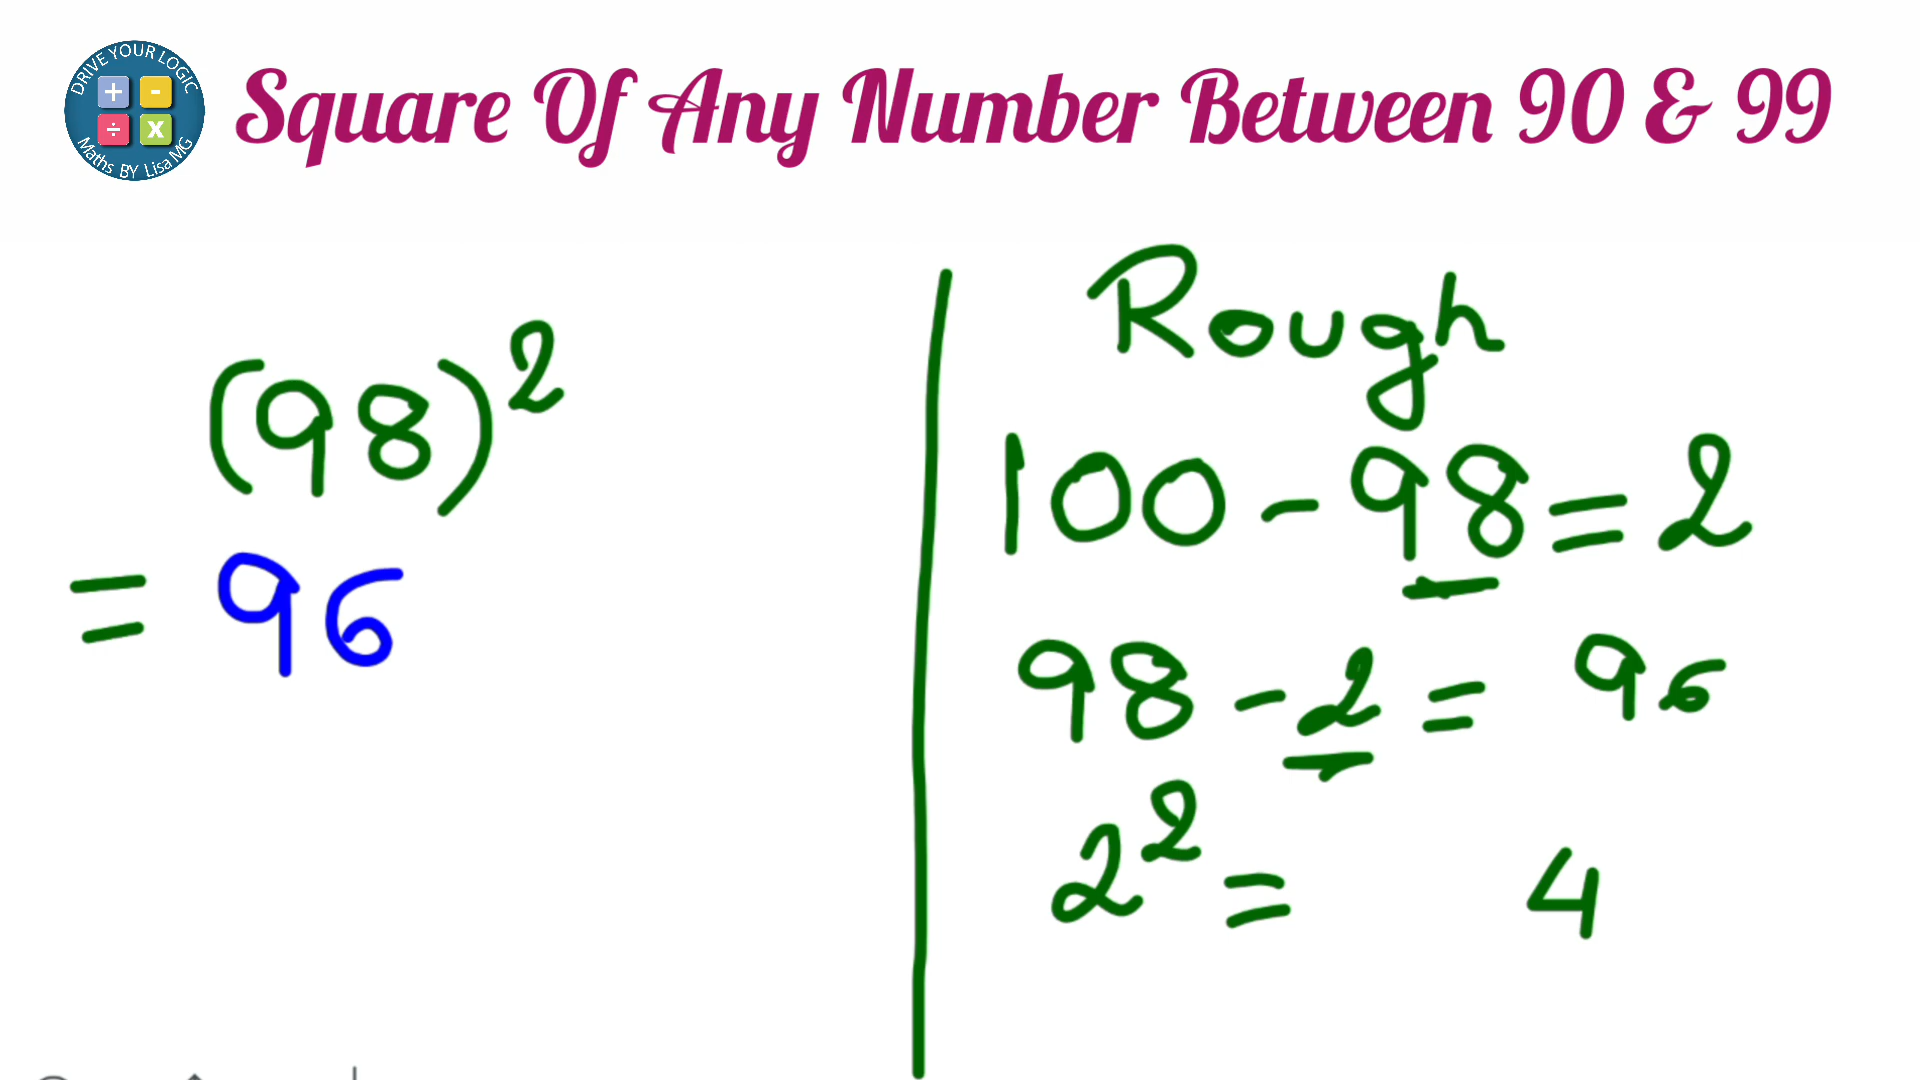 DRIVE YOUR LOGIC
+ -
÷ x
Maths BY Lisa MG
Square Of Any Number Between 90 & 99
(98)²
= 96
Rough
100 - 98 = 2
98 - 2 = 96
2² = 4